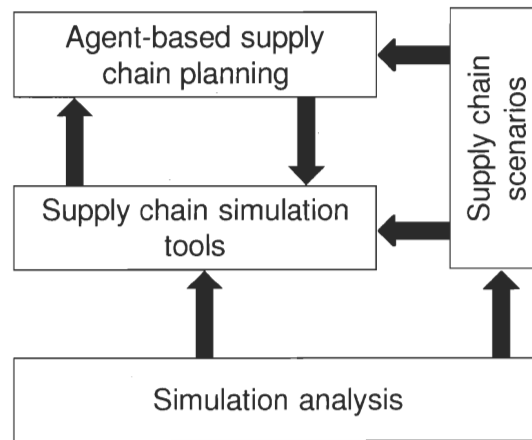 Agent-based supply
chain planning
Supply chain
scenarios
Supply chain simulation
tools
Simulation analysis